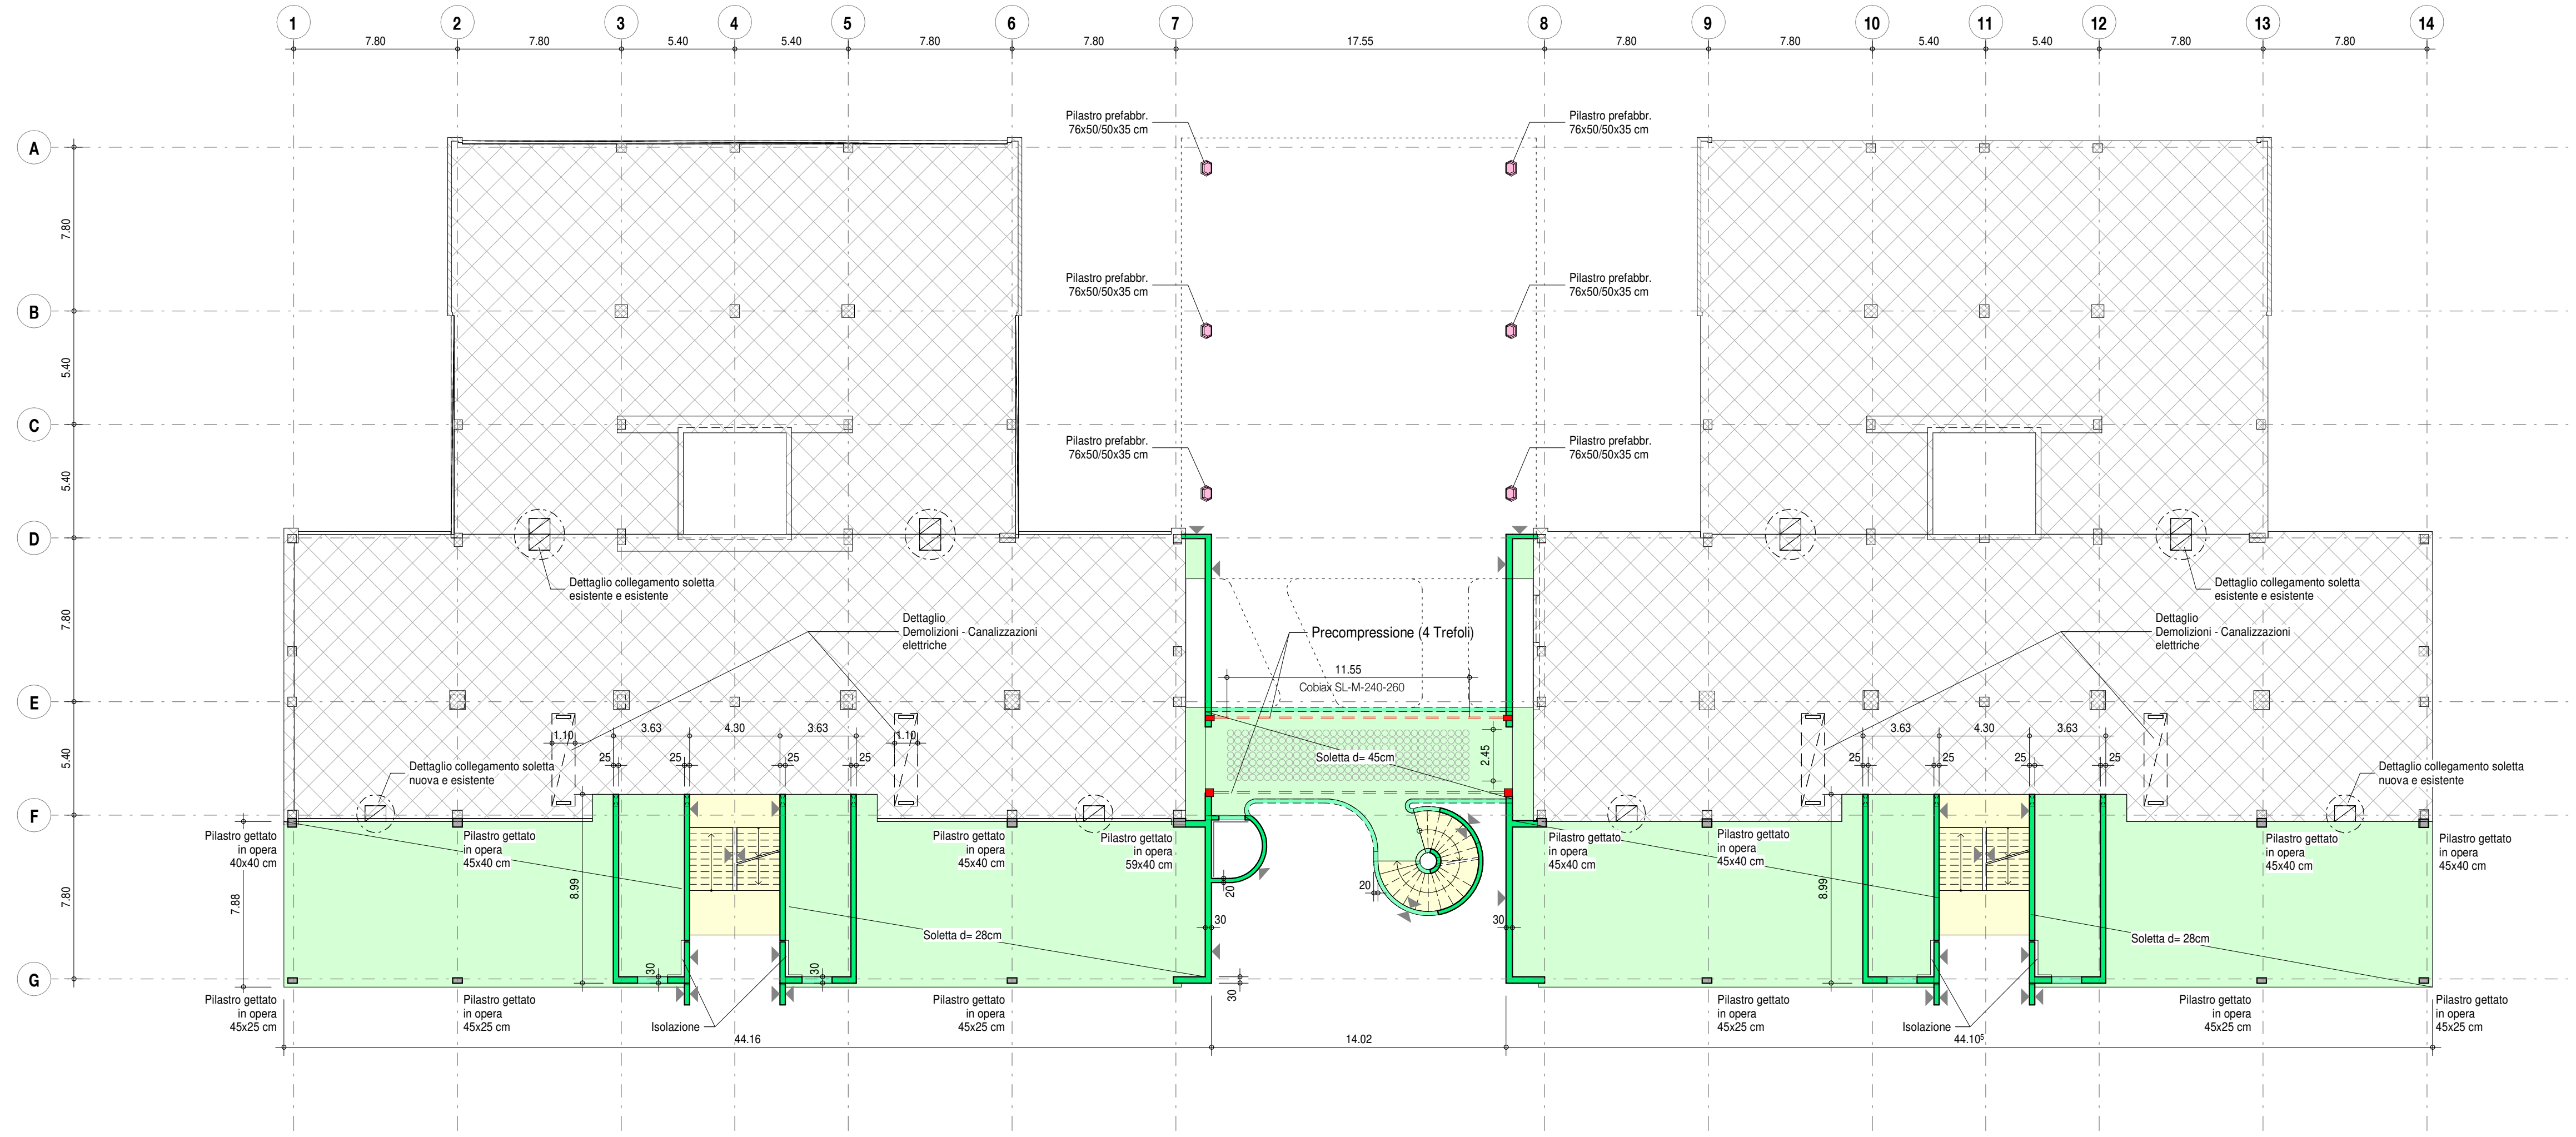 1 2 3 4 5 6 7 8 9 10 11 12 13 14
7.80 7.80 5.40 5.40 7.80 7.80 17.55 7.80 7.80 5.40 5.40 7.80 7.80
A
B
C
D
E
F
G
7.80
5.40
5.40
7.80
5.40
7.80
Pilastro prefabbr.
76x50/50x35 cm
Pilastro prefabbr.
76x50/50x35 cm
Pilastro prefabbr.
76x50/50x35 cm
Pilastro prefabbr.
76x50/50x35 cm
Pilastro prefabbr.
76x50/50x35 cm
Pilastro prefabbr.
76x50/50x35 cm
Dettaglio collegamento soletta
esistente e esistente
Dettaglio collegamento soletta
esistente e esistente
Dettaglio
Demolizioni - Canalizzazioni
elettriche
Dettaglio
Demolizioni - Canalizzazioni
elettriche
Precompressione (4 Trefoli)
11.55
Cobiax SL-M-240-260
Soletta d= 45cm
2.45
1.10
3.63 4.30 3.63
1.10
25 25 25 25
3.63 4.30 3.63
25 25 25 25
Dettaglio collegamento soletta
nuova e esistente
Dettaglio collegamento soletta
nuova e esistente
Pilastro gettato
in opera
40x40 cm
Pilastro gettato
in opera
45x40 cm
Pilastro gettato
in opera
45x40 cm
Pilastro gettato
in opera
59x40 cm
Pilastro gettato
in opera
45x40 cm
Pilastro gettato
in opera
45x40 cm
Pilastro gettato
in opera
45x40 cm
Pilastro gettato
in opera
45x40 cm
7.88
8.99
20
20
8.99
30
30
Soletta d= 28cm
Soletta d= 28cm
30
30
30
Pilastro gettato
in opera
45x25 cm
Pilastro gettato
in opera
45x25 cm
Isolazione
Pilastro gettato
in opera
45x25 cm
Pilastro gettato
in opera
45x25 cm
Isolazione
Pilastro gettato
in opera
45x25 cm
Pilastro gettato
in opera
45x25 cm
44.16 14.02 44.10⁵